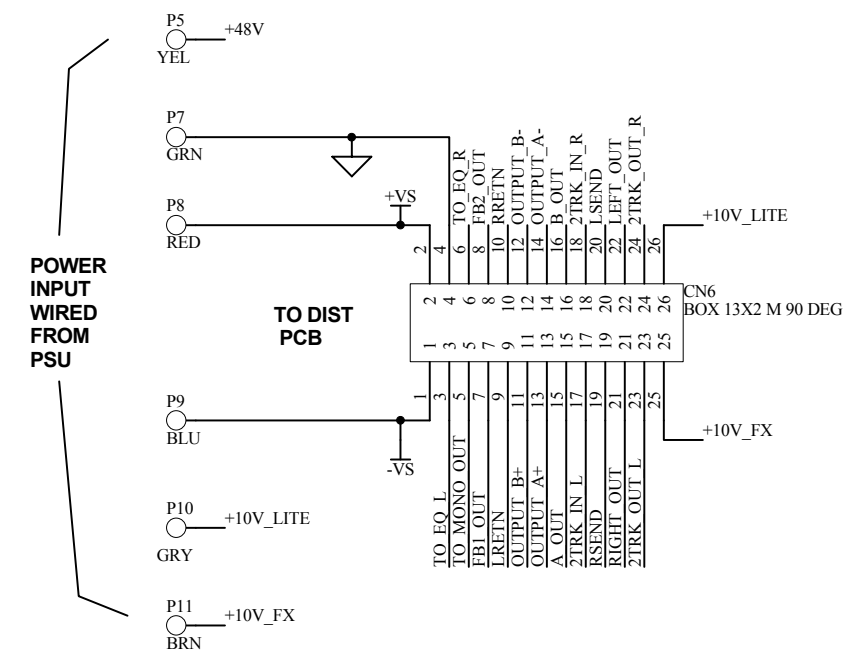 P5
+48V
YEL
P7
GRN
P8
+VS
RED
POWER
INPUT
WIRED
FROM
PSU
TO DIST
PCB
P9
BLU
-VS
P10
+10V_LITE
GRY
P11
+10V_FX
BRN
TO_EQ_R
FB2_OUT
RRETN
OUTPUT_B-
OUTPUT_A-
B_OUT
2TRK_IN_R
LSEND
LEFT_OUT
2TRK_OUT_R
+10V_LITE
2 4 6 8 10 12 14 16 18 20 22 24 26
2 4 6 8 10 12 14 16 18 20 22 24 26
CN6
BOX 13X2 M 90 DEG
1 3 5 7 9 11 13 15 17 19 21 23 25
1 3 5 7 9 11 13 15 17 19 21 23 25
+10V_FX
TO_EQ_L
TO_MONO_OUT
FB1_OUT
LRETN
OUTPUT_B+
OUTPUT_A+
A_OUT
2TRK_IN_L
RSEND
RIGHT_OUT
2TRK_OUT_L